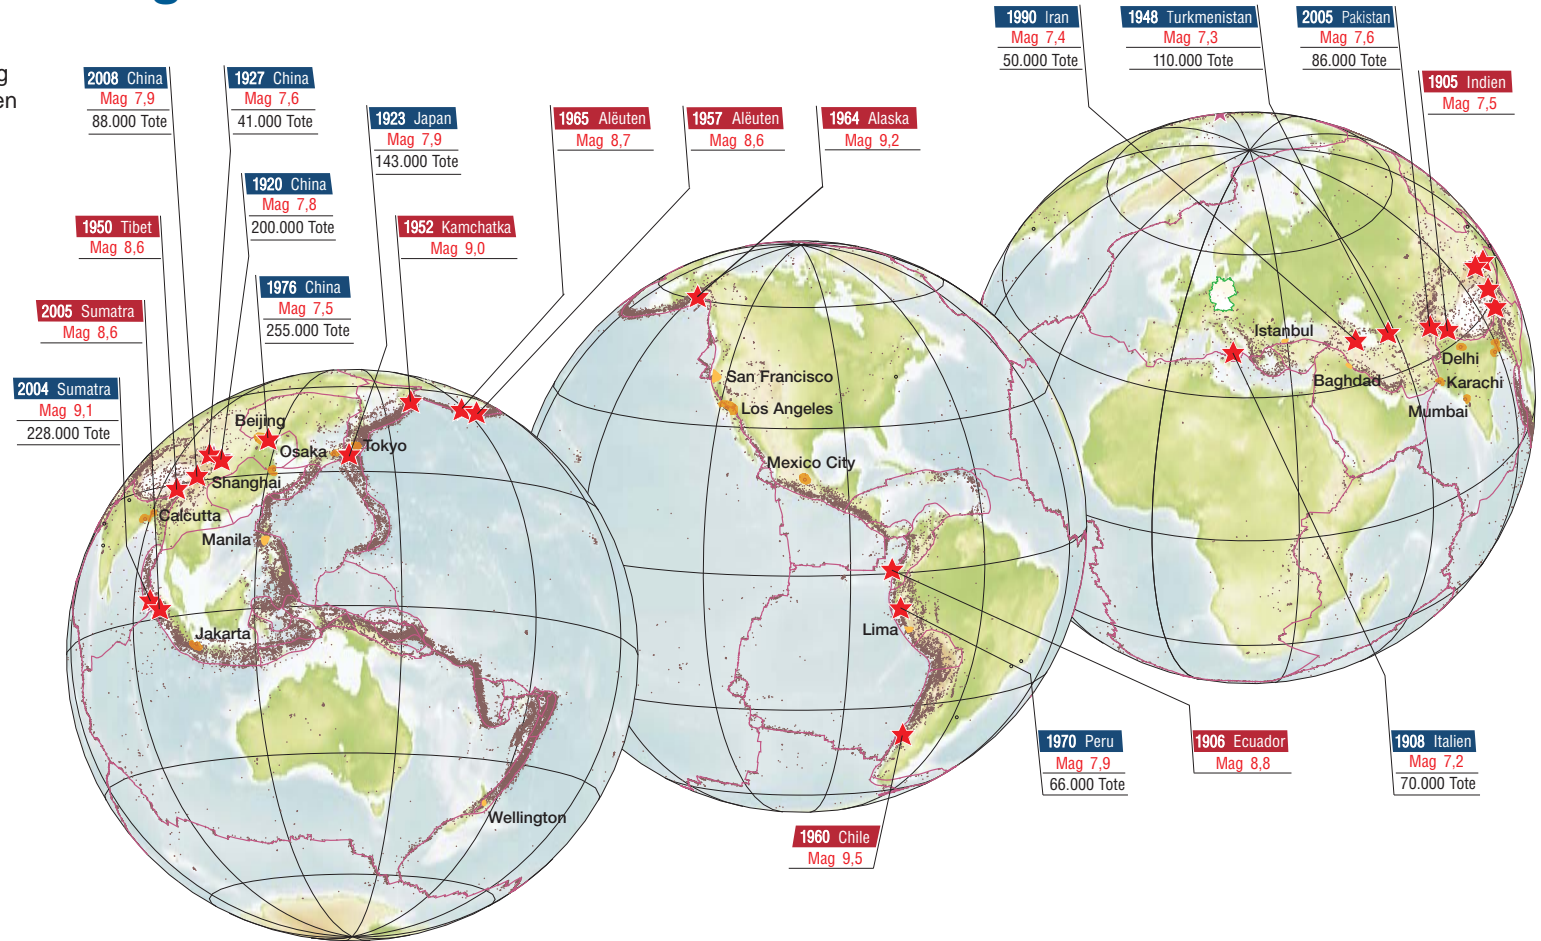 g
en
2008 China
Mag 7,9
88.000 Tote
1927 China
Mag 7,6
41.000 Tote
1920 China
Mag 7,8
200.000 Tote
1950 Tibet
Mag 8,6
1976 China
Mag 7,5
255.000 Tote
2005 Sumatra
Mag 8,6
2004 Sumatra
Mag 9,1
228.000 Tote
1923 Japan
Mag 7,9
143.000 Tote
1952 Kamchatka
Mag 9,0
1965 Alëuten
Mag 8,7
1957 Alëuten
Mag 8,6
1964 Alaska
Mag 9,2
1990 Iran
Mag 7,4
50.000 Tote
1948 Turkmenistan
Mag 7,3
110.000 Tote
2005 Pakistan
Mag 7,6
86.000 Tote
1905 Indien
Mag 7,5
Beijing
Osaka
Tokyo
Shanghai
Calcutta
Manila
Jakarta
Wellington
San Francisco
Los Angeles
Mexico City
Lima
Istanbul
Baghdad
Delhi
Karachi
Mumbai
1970 Peru
Mag 7,9
66.000 Tote
1906 Ecuador
Mag 8,8
1908 Italien
Mag 7,2
70.000 Tote
1960 Chile
Mag 9,5